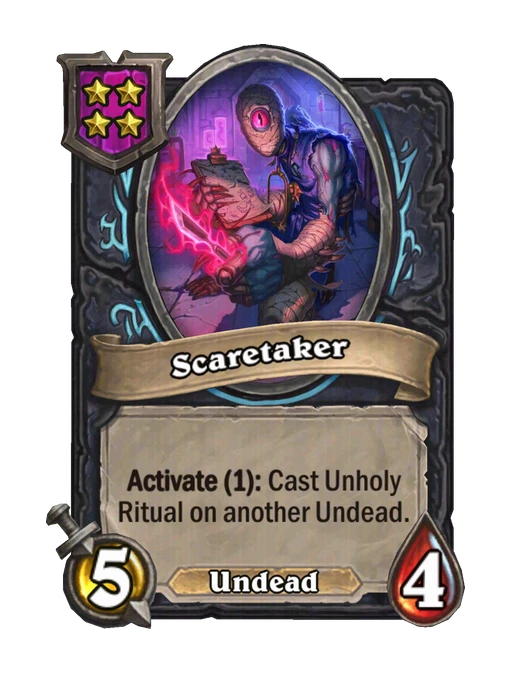 Scaretaker
Activate (1): Cast Unholy
Ritual on another Undead.
5
Undead
4